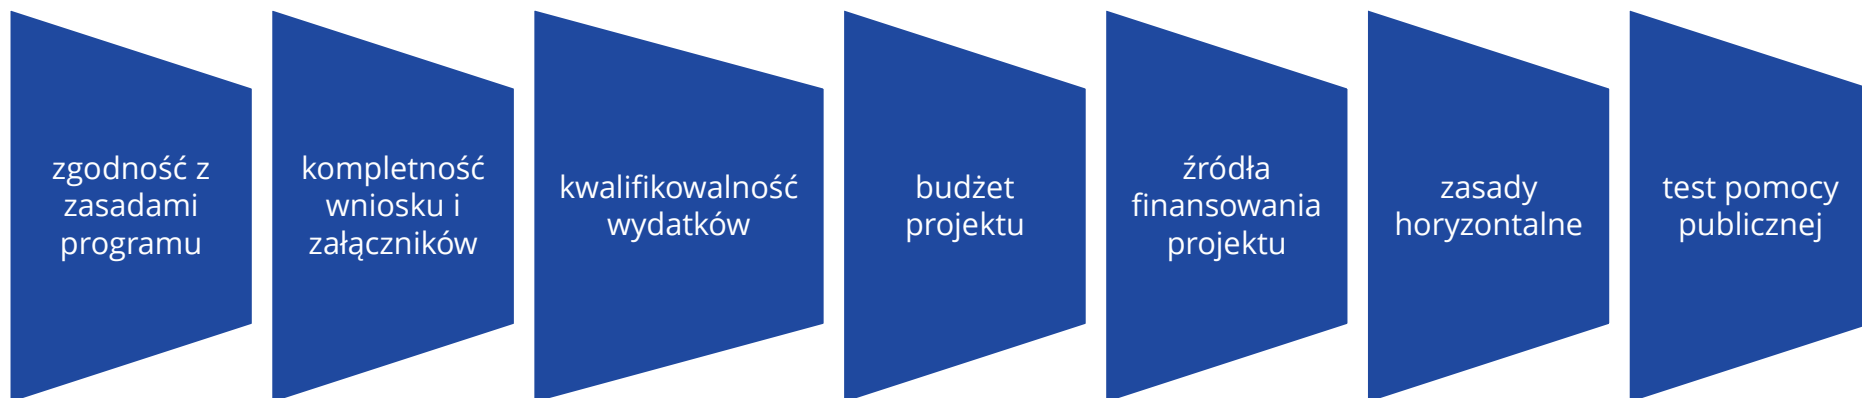 zgodność z
zasadami
programu
kompletność
wniosku i
załączników
kwalifikowalność
wydatków
budżet
projektu
źródła
finansowania
projektu
zasady
horyzontalne
test pomocy
publicznej